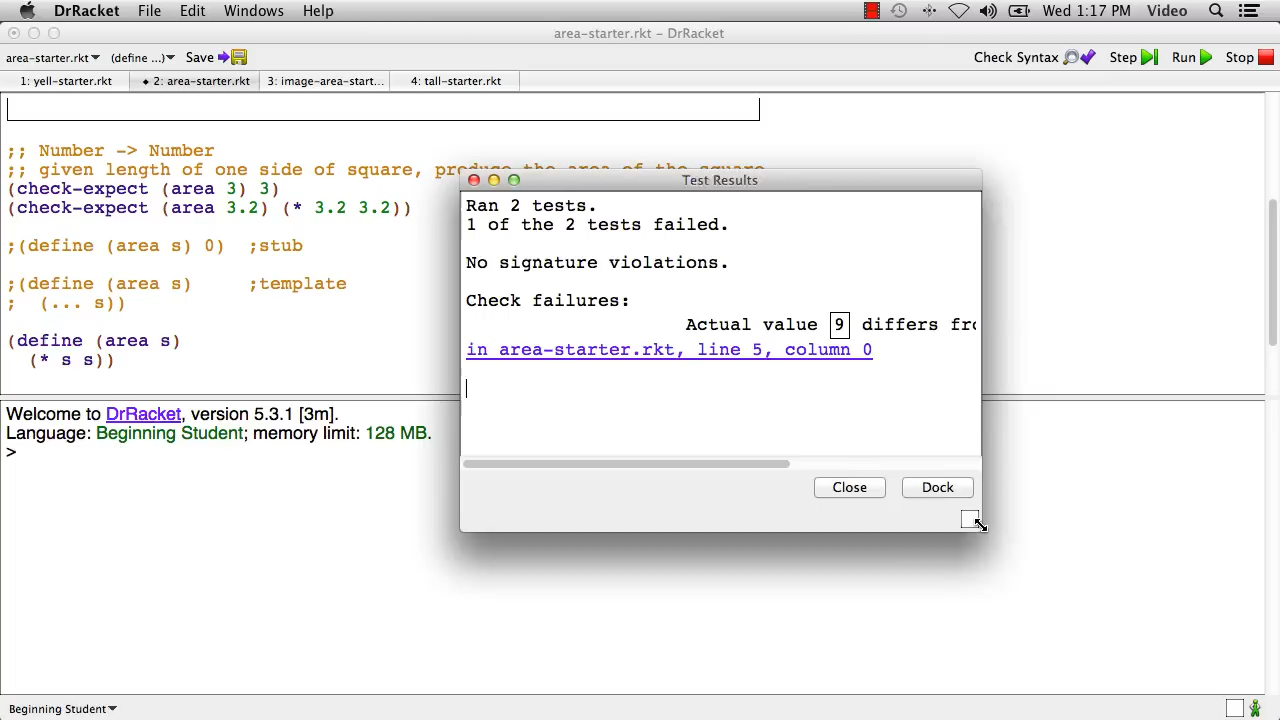 DrRacket File Edit Windows Help Wed 1:17 PM Video
area-starter.rkt - DrRacket
area-starter.rkt (define ...) Save Check Syntax Step Run Stop
1: yell-starter.rkt 2: area-starter.rkt 3: image-area-start... 4: tall-starter.rkt
;; Number -> Number
;; given length of one side of square, produce the area of the square
(check-expect (area 3) 3)
(check-expect (area 3.2) (* 3.2 3.2))
;(define (area s) 0) ;stub
;(define (area s) ;template
; (... s))
(define (area s)
(* s s))
Test Results
Ran 2 tests.
1 of the 2 tests failed.
No signature violations.
Check failures:
Actual value 9 differs fro
in area-starter.rkt, line 5, column 0
Close Dock
Welcome to DrRacket, version 5.3.1 [3m].
Language: Beginning Student; memory limit: 128 MB.
>
Beginning Student